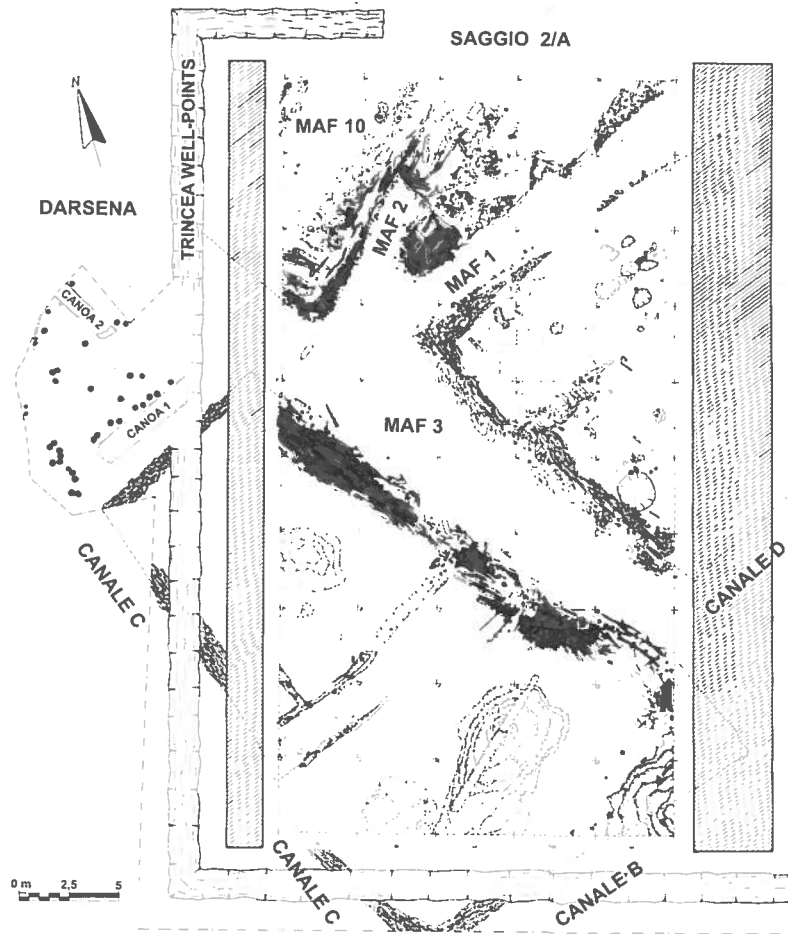 SAGGIO 2/A
TRINCEA WELL-POINTS
N
MAF 10
DARSENA
MAF 2
MAF 1
CANOA 2
CANOA 1
MAF 3
CANALE C
CANALE D
CANALE C
CANALE B
0 m 2,5 5